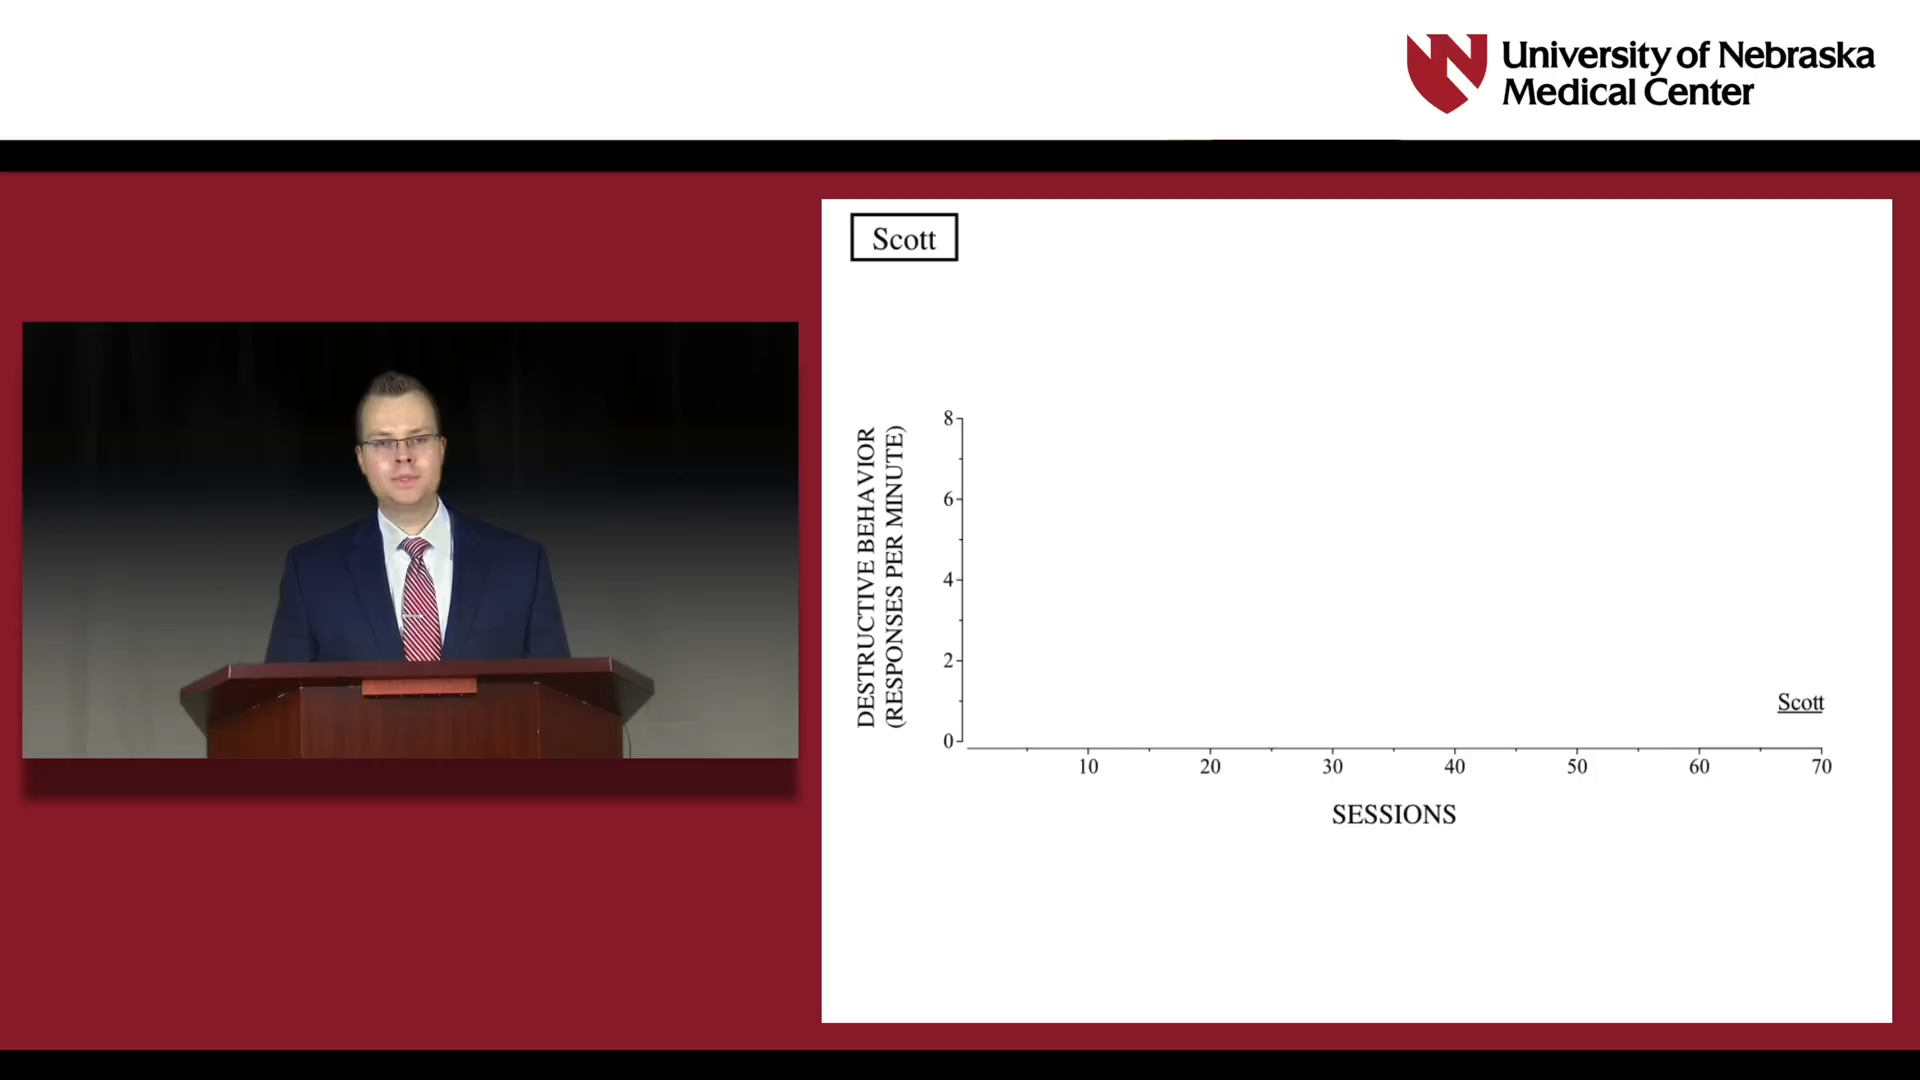 University of Nebraska
Medical Center
Scott
DESTRUCTIVE BEHAVIOR
(RESPONSES PER MINUTE)
8
6
4
2
0
Scott
10 20 30 40 50 60 70
SESSIONS